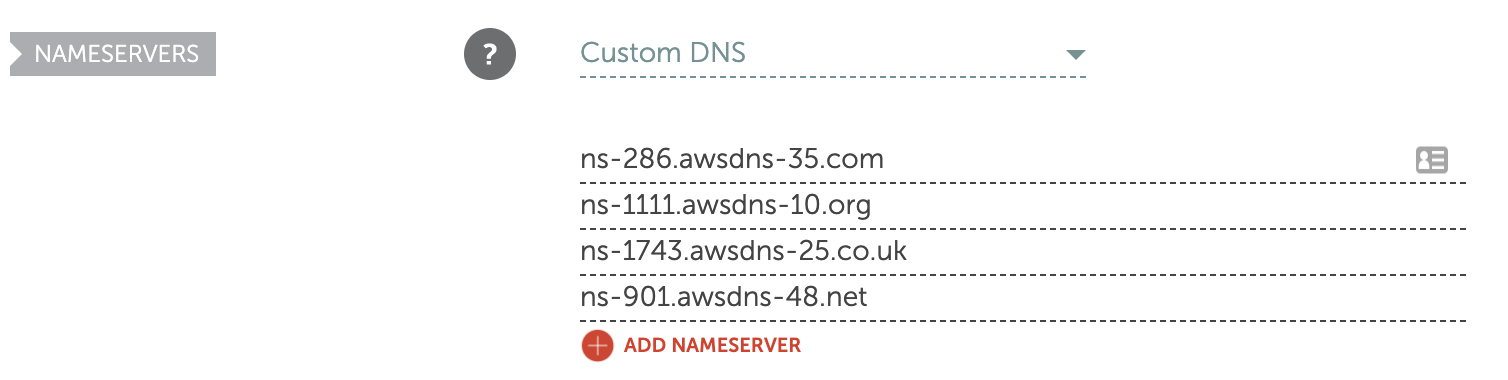 NAMESERVERS
?
Custom DNS
ns-286.awsdns-35.com
ns-1111.awsdns-10.org
ns-1743.awsdns-25.co.uk
ns-901.awsdns-48.net
ADD NAMESERVER